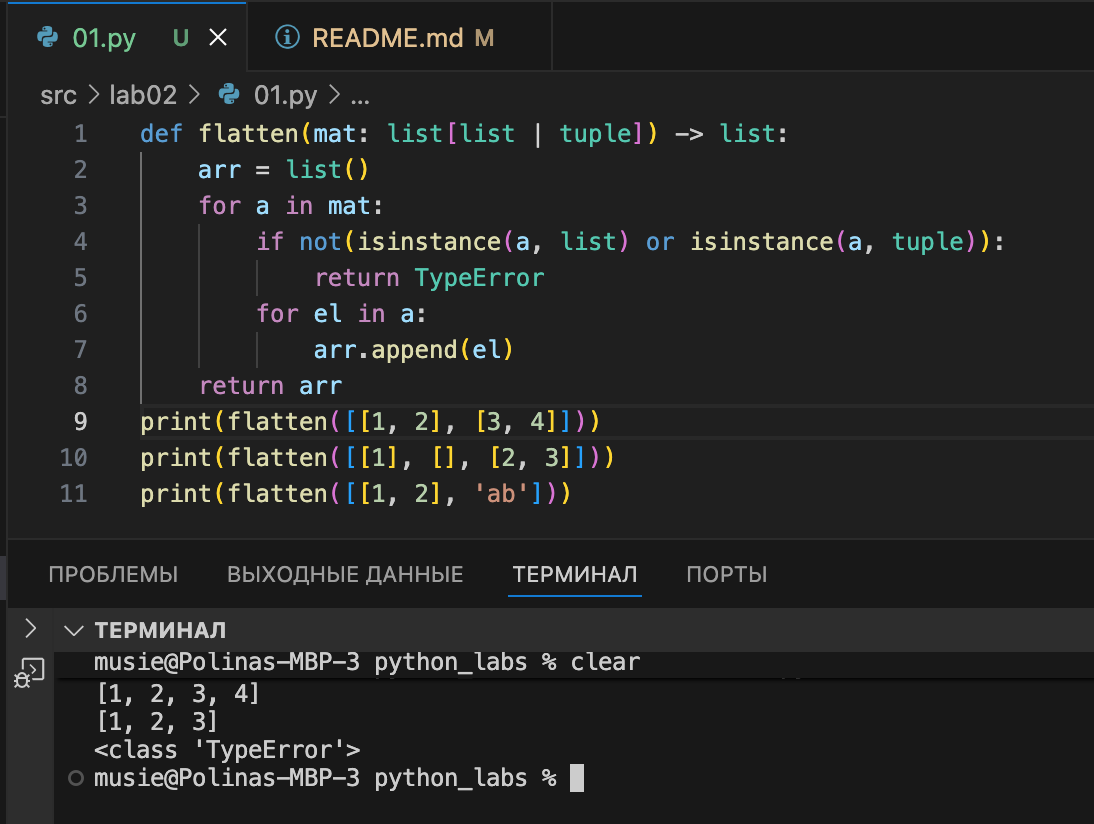 01.py U
README.md M
src > lab02 > 01.py > ...
1 def flatten(mat: list[list | tuple]) -> list:
2     arr = list()
3     for a in mat:
4         if not(isinstance(a, list) or isinstance(a, tuple)):
5             return TypeError
6         for el in a:
7             arr.append(el)
8     return arr
9 print(flatten([[1, 2], [3, 4]]))
10 print(flatten([[1], [], [2, 3]]))
11 print(flatten([[1, 2], 'ab']))
ПРОБЛЕМЫ ВЫХОДНЫЕ ДАННЫЕ ТЕРМИНАЛ ПОРТЫ
ТЕРМИНАЛ
musie@Polinas-MBP-3 python_labs % clear
[1, 2, 3, 4]
[1, 2, 3]
<class 'TypeError'>
musie@Polinas-MBP-3 python_labs %